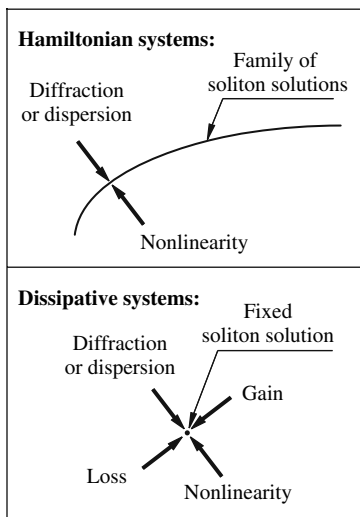 Hamiltonian systems:
Family of
soliton solutions
Diffraction
or dispersion
Nonlinearity
Dissipative systems:
Fixed
soliton solution
Diffraction
or dispersion
Gain
Loss
Nonlinearity